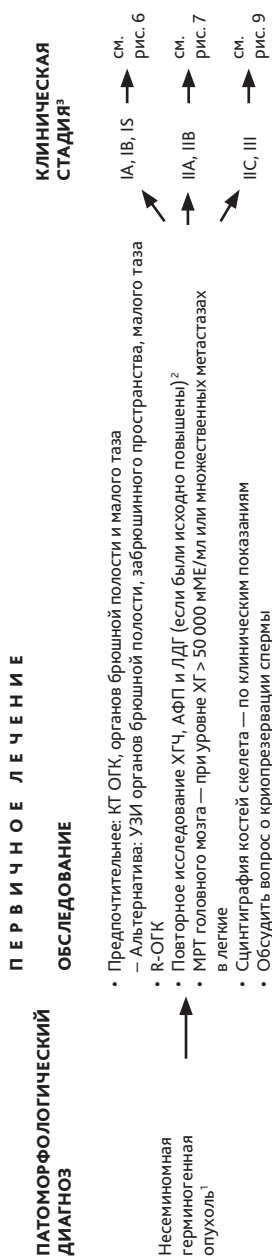 ПЕРВИЧНОЕ ЛЕЧЕНИЕ
ПАТОМОРФОЛОГИЧЕСКИЙ
ДИАГНОЗ
Несеминомная
герминогенная
опухоль¹
ОБСЛЕДОВАНИЕ
• Предпочтительнее: КТ ОГК, органов брюшной полости и малого таза
– Альтернатива: УЗИ органов брюшной полости, забрюшинного пространства, малого таза
• R-ОГК
• Повторное исследование ХГЧ, АФП и ЛДГ (если были исходно повышены)²
• МРТ головного мозга — при уровне ХГ > 50 000 мМЕ/мл или множественных метастазах
в легкие
• Сцинтиграфия костей скелета — по клиническим показаниям
• Обсудить вопрос о криопрезервации спермы
КЛИНИЧЕСКАЯ
СТАДИЯ³
IA, IB, IS
см.
рис. 6
IIA, IIB
см.
рис. 7
IIC, III
см.
рис. 9